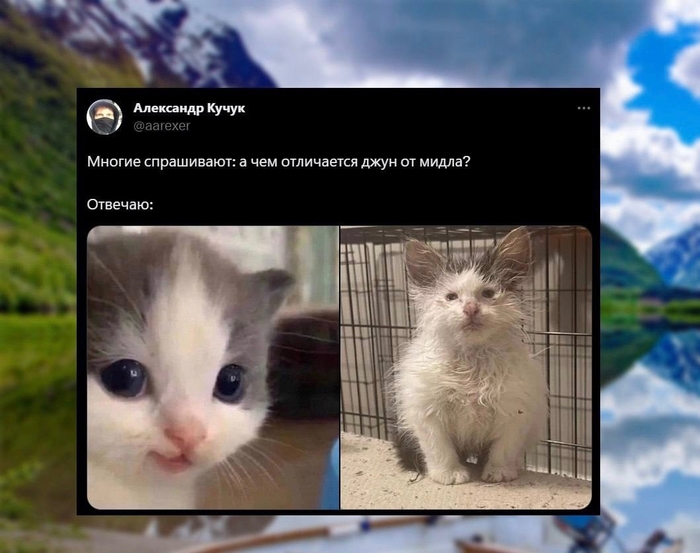 Александр Кучук
@aarexer
Многие спрашивают: а чем отличается джун от мидла?
Отвечаю: